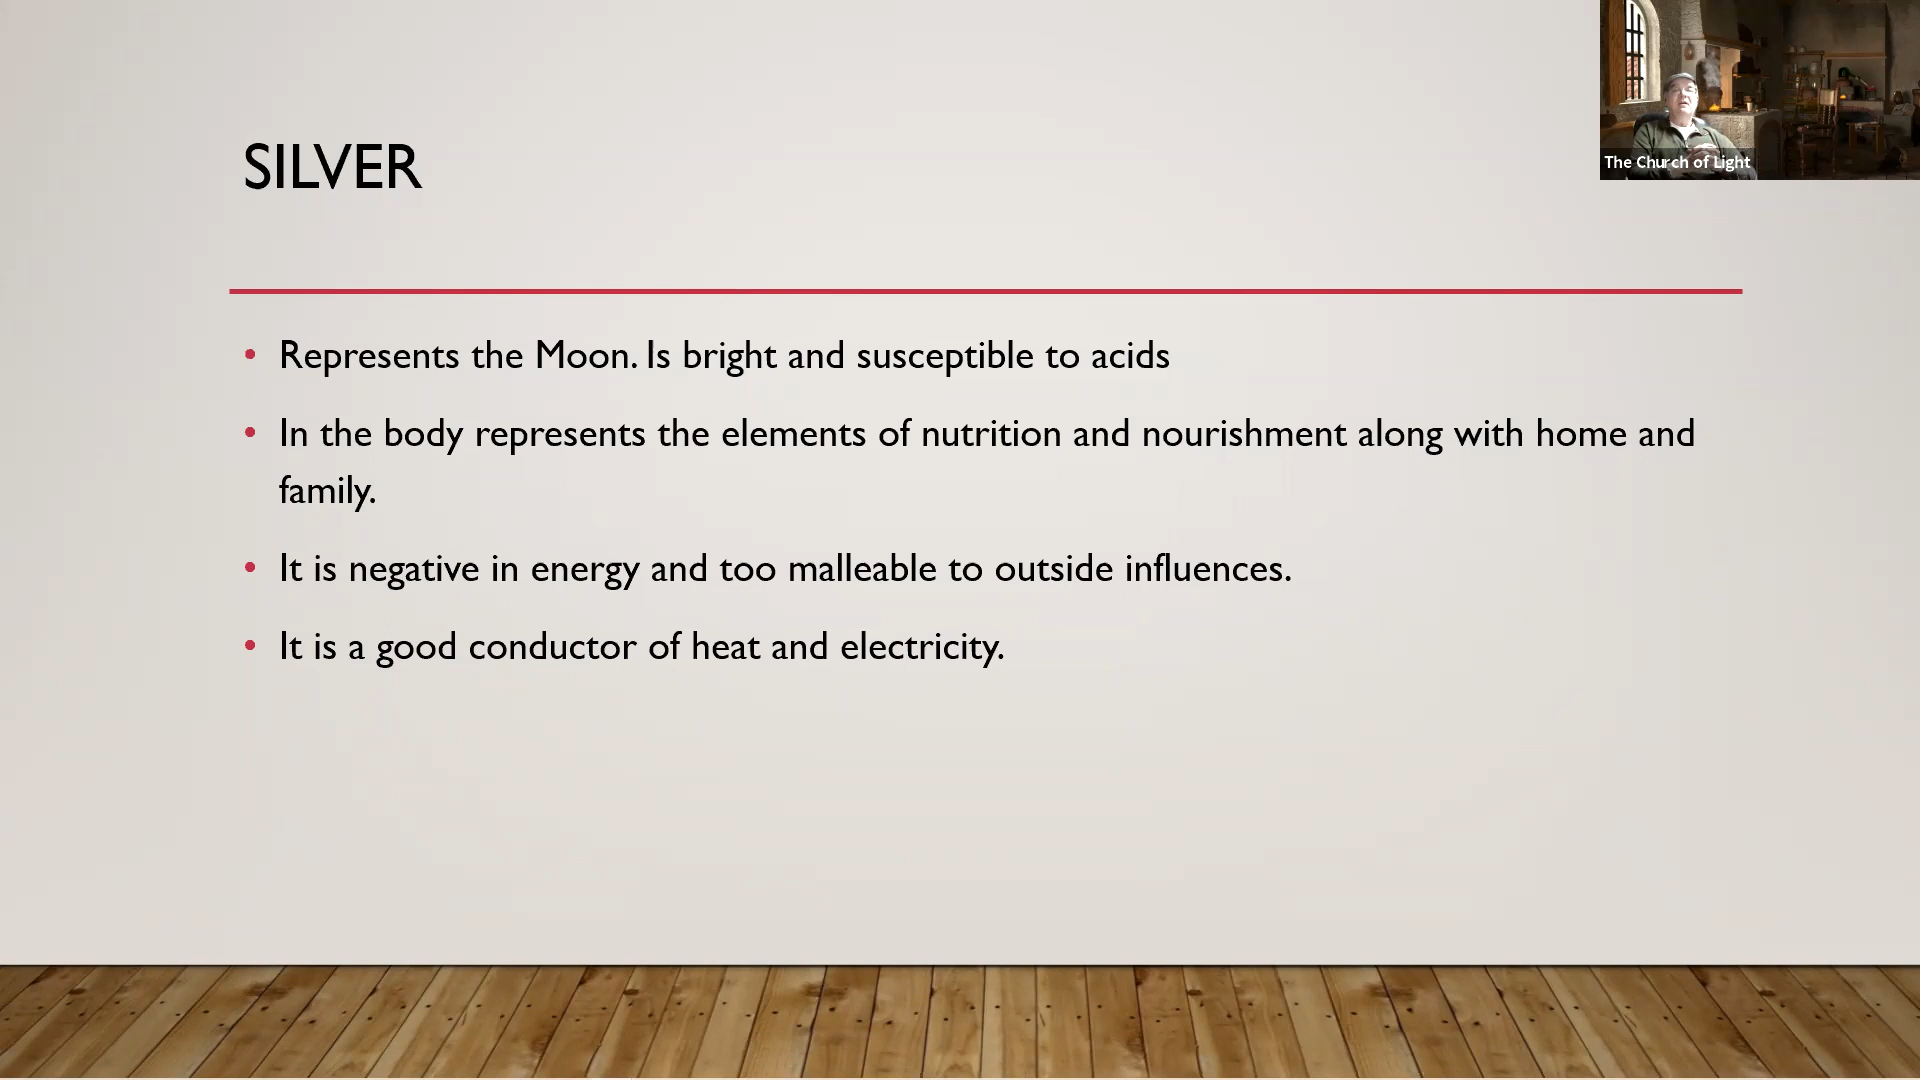 The Church of Light
SILVER
• Represents the Moon. Is bright and susceptible to acids
• In the body represents the elements of nutrition and nourishment along with home and
family.
• It is negative in energy and too malleable to outside influences.
• It is a good conductor of heat and electricity.